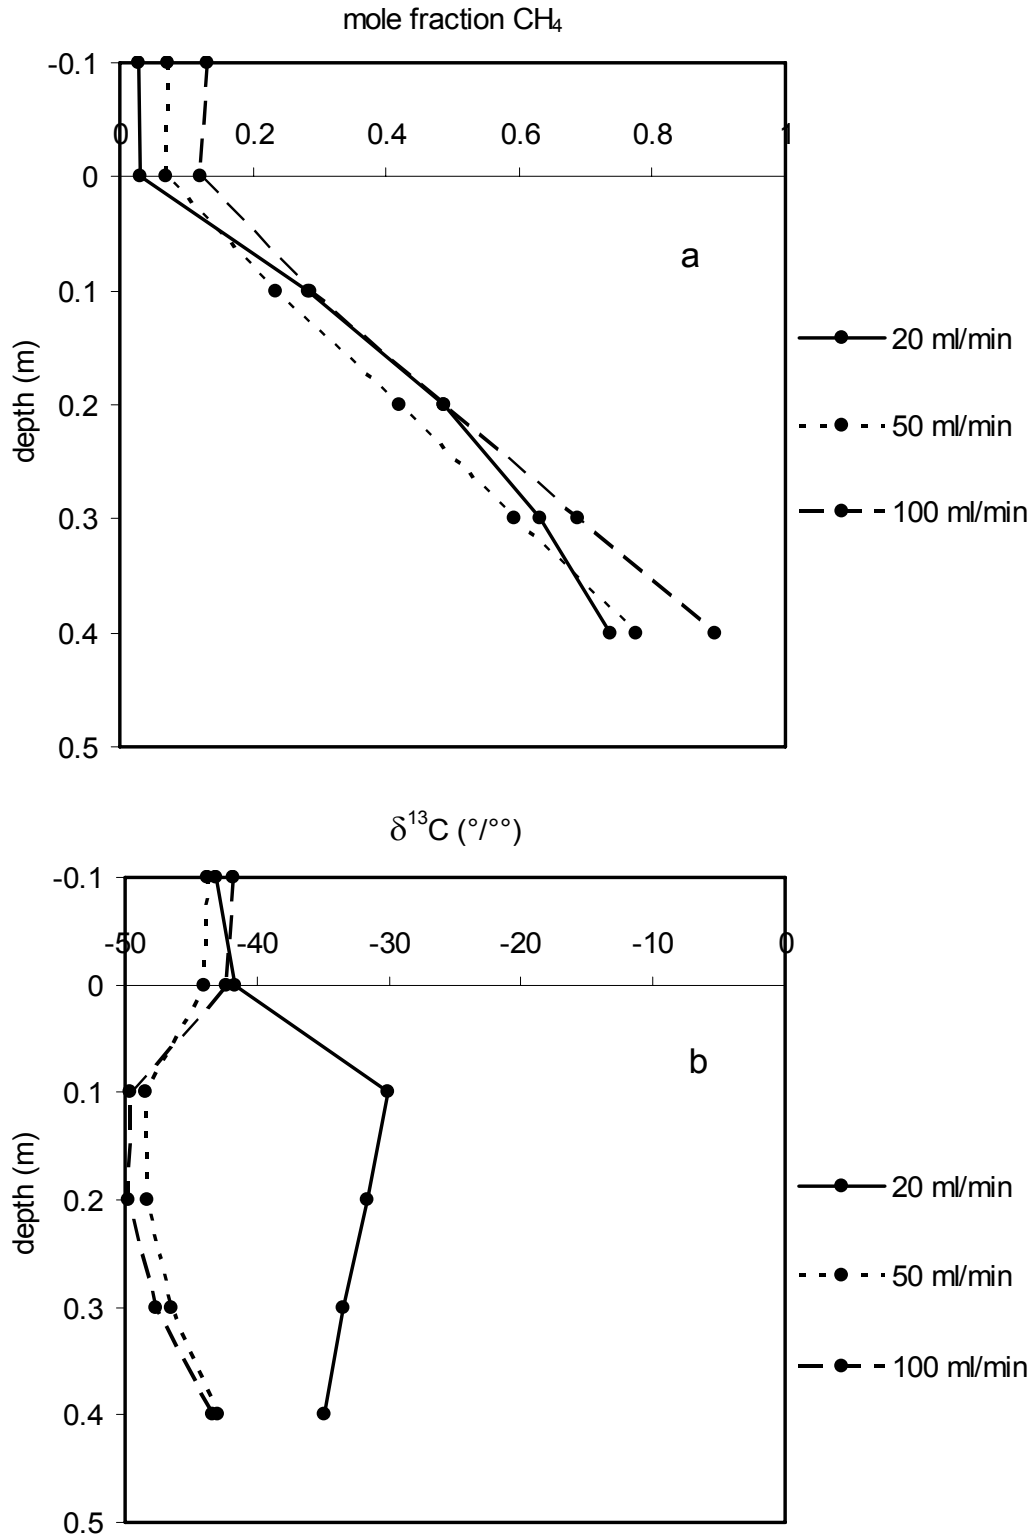 mole fraction CH₄
-0.1
0 0.2 0.4 0.6 0.8 1
0
a
0.1
20 ml/min
depth (m)
0.2
50 ml/min
0.3
100 ml/min
0.4
0.5
δ¹³C (°/°°)
-0.1
-50 -40 -30 -20 -10 0
0
b
0.1
depth (m)
0.2
20 ml/min
50 ml/min
0.3
100 ml/min
0.4
0.5